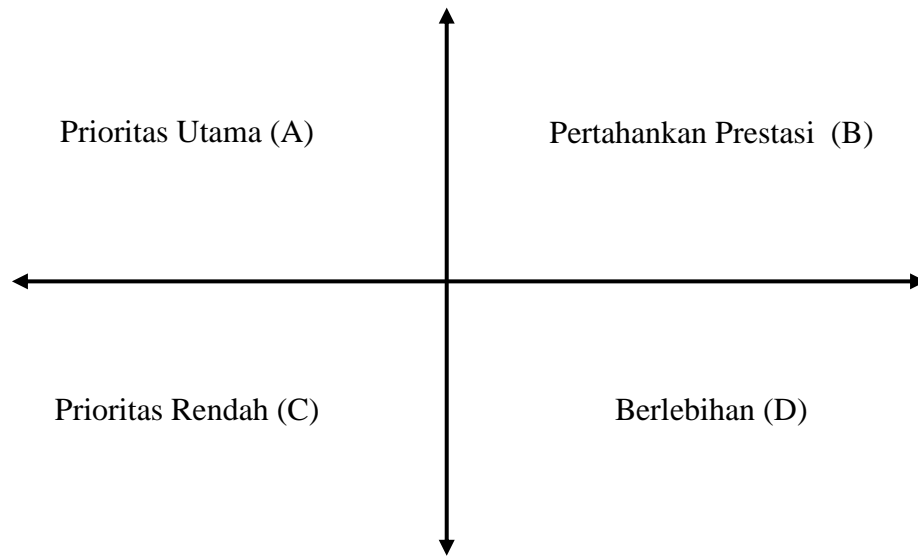 Prioritas Utama (A)
Pertahankan Prestasi (B)
Prioritas Rendah (C)
Berlebihan (D)